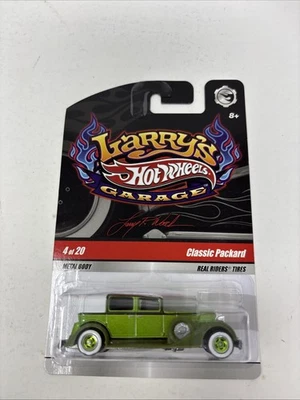 8+
Larry's
Hot Wheels
GARAGE
4 of 20
Classic Packard
METAL BODY
REAL RIDERS® TIRES